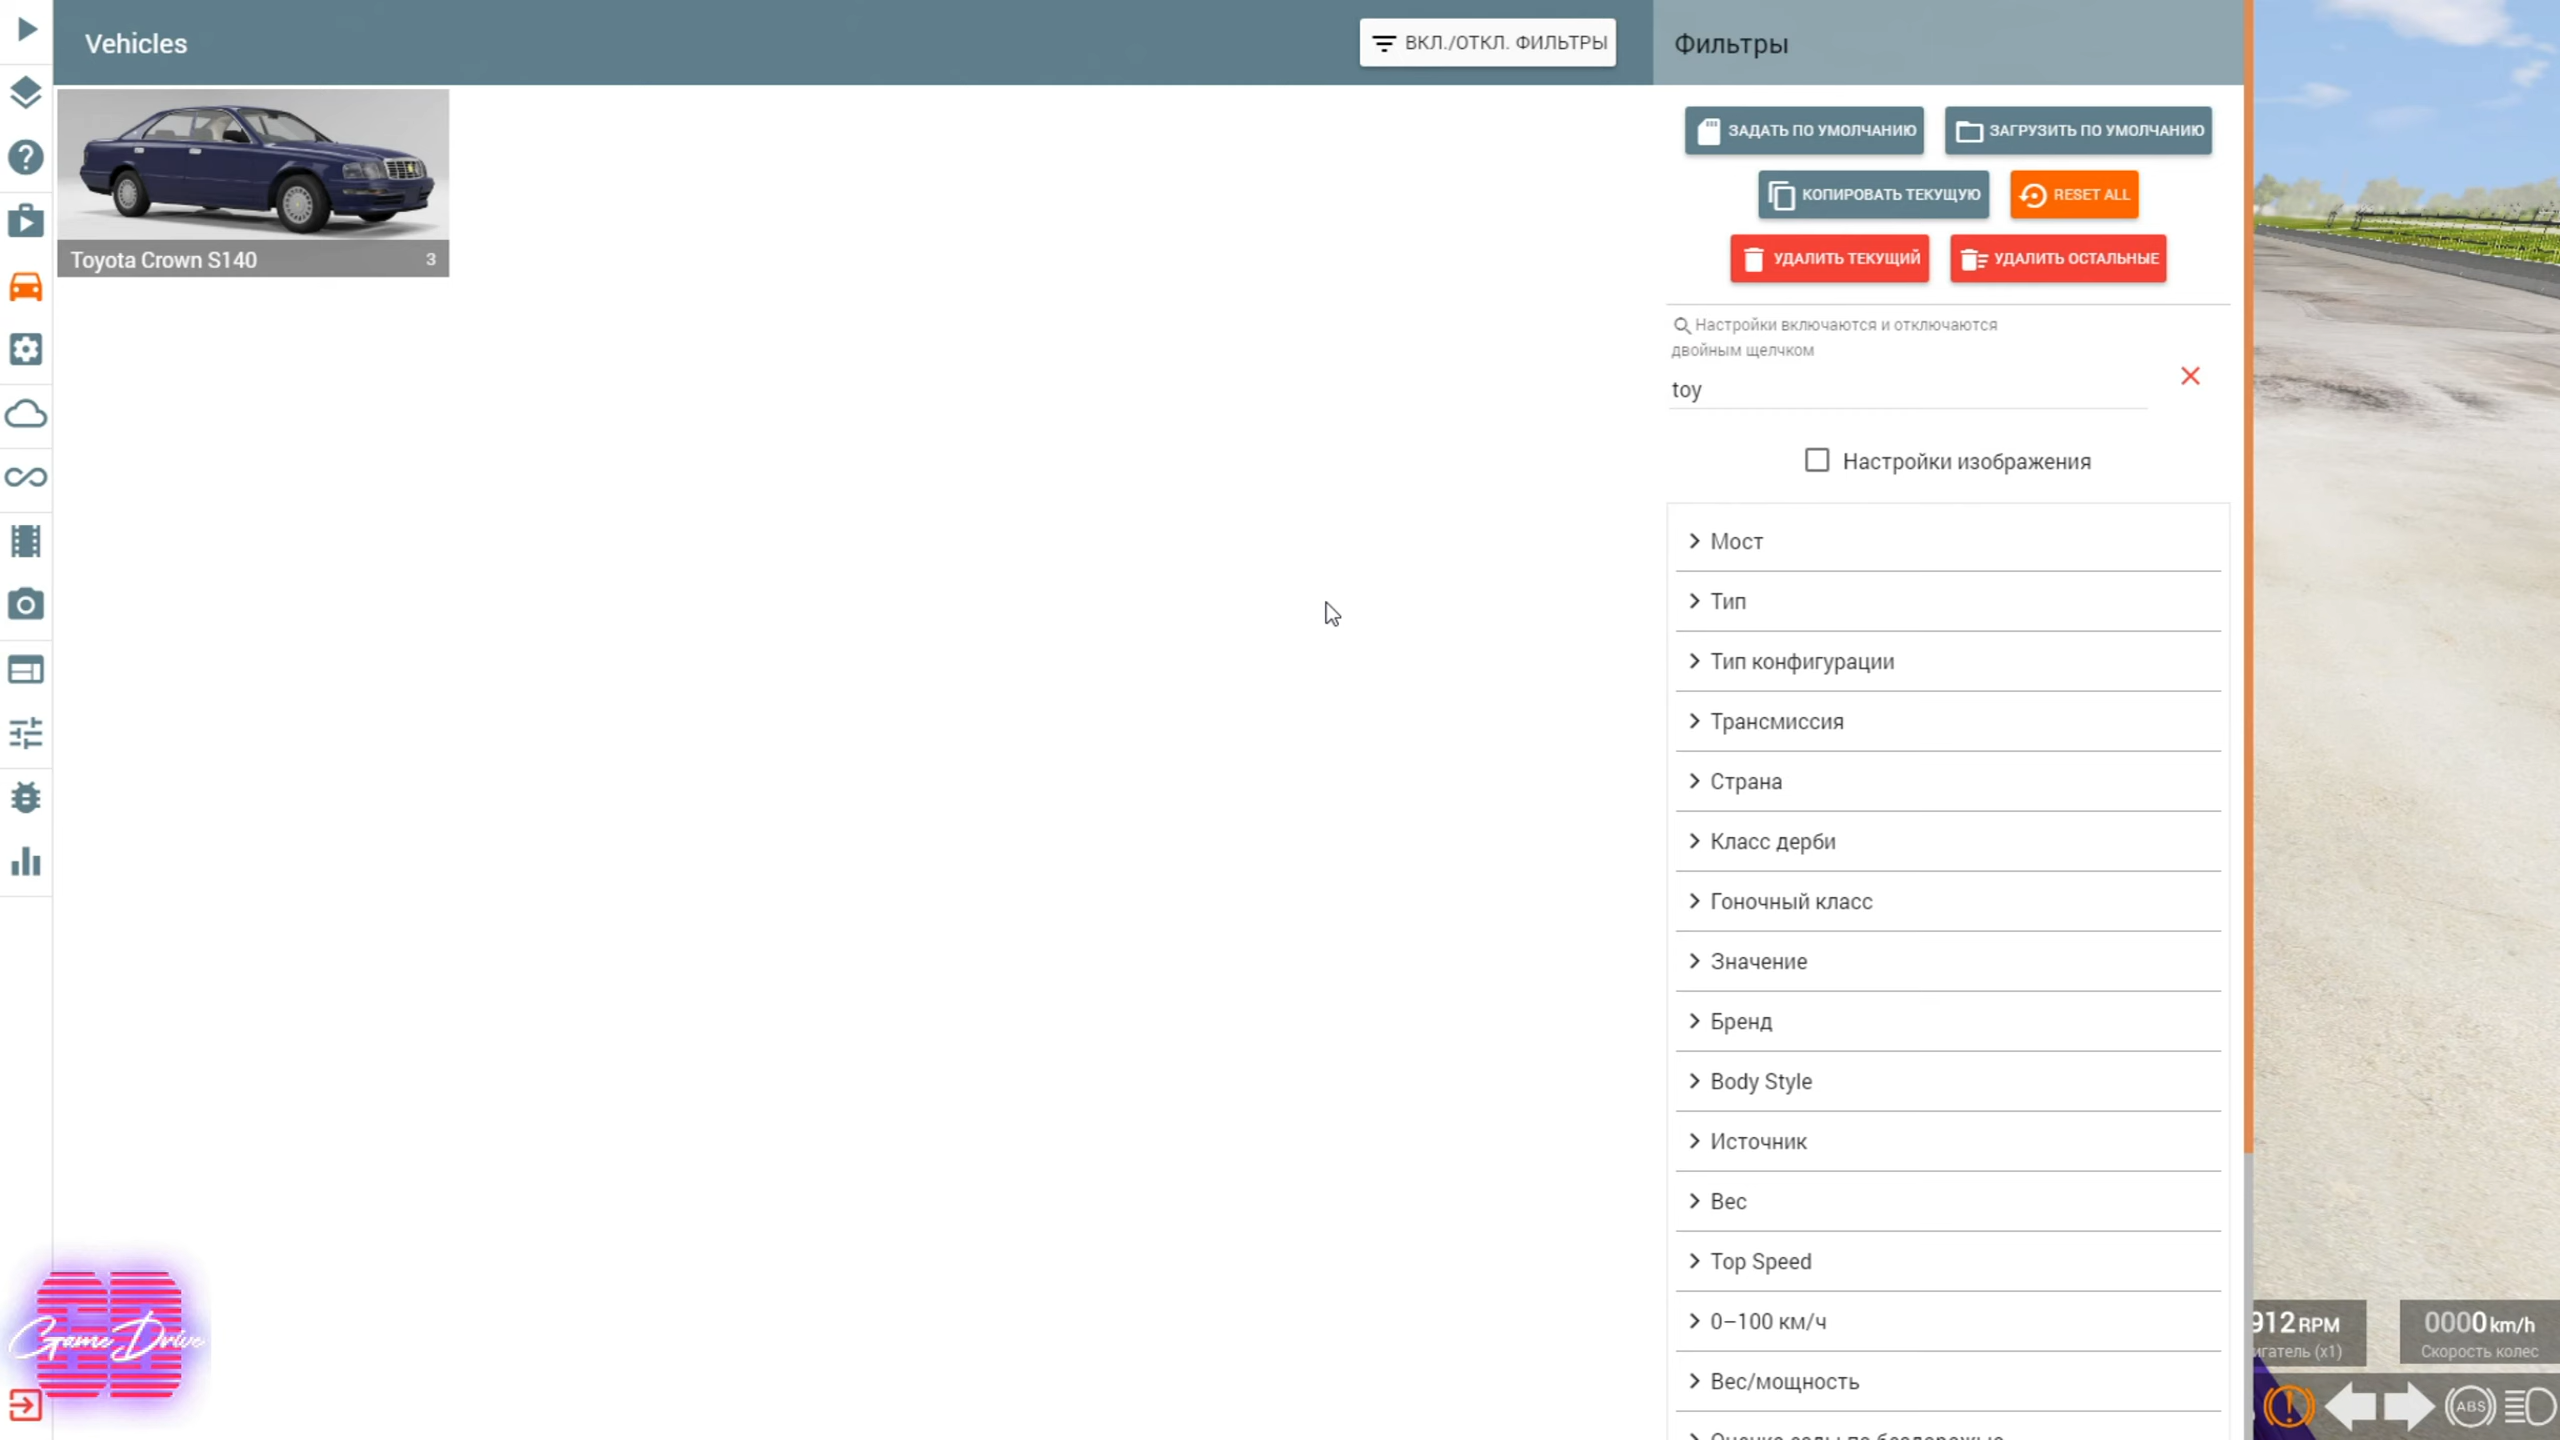 Vehicles
ВКЛ./ОТКЛ. ФИЛЬТРЫ
Фильтры
Toyota Crown S140
3
ЗАДАТЬ ПО УМОЛЧАНИЮ
ЗАГРУЗИТЬ ПО УМОЛЧАНИЮ
КОПИРОВАТЬ ТЕКУЩУЮ
RESET ALL
УДАЛИТЬ ТЕКУЩИЙ
УДАЛИТЬ ОСТАЛЬНЫЕ
Настройки включаются и отключаются
двойным щелчком
toy
Настройки изображения
Мост
Тип
Тип конфигурации
Трансмиссия
Страна
Класс дерби
Гоночный класс
Значение
Бренд
Body Style
Источник
Вес
Top Speed
0–100 км/ч
Вес/мощность
Game Drive
912 RPM
игатель (x1)
0000 km/h
Скорость колес
ABS